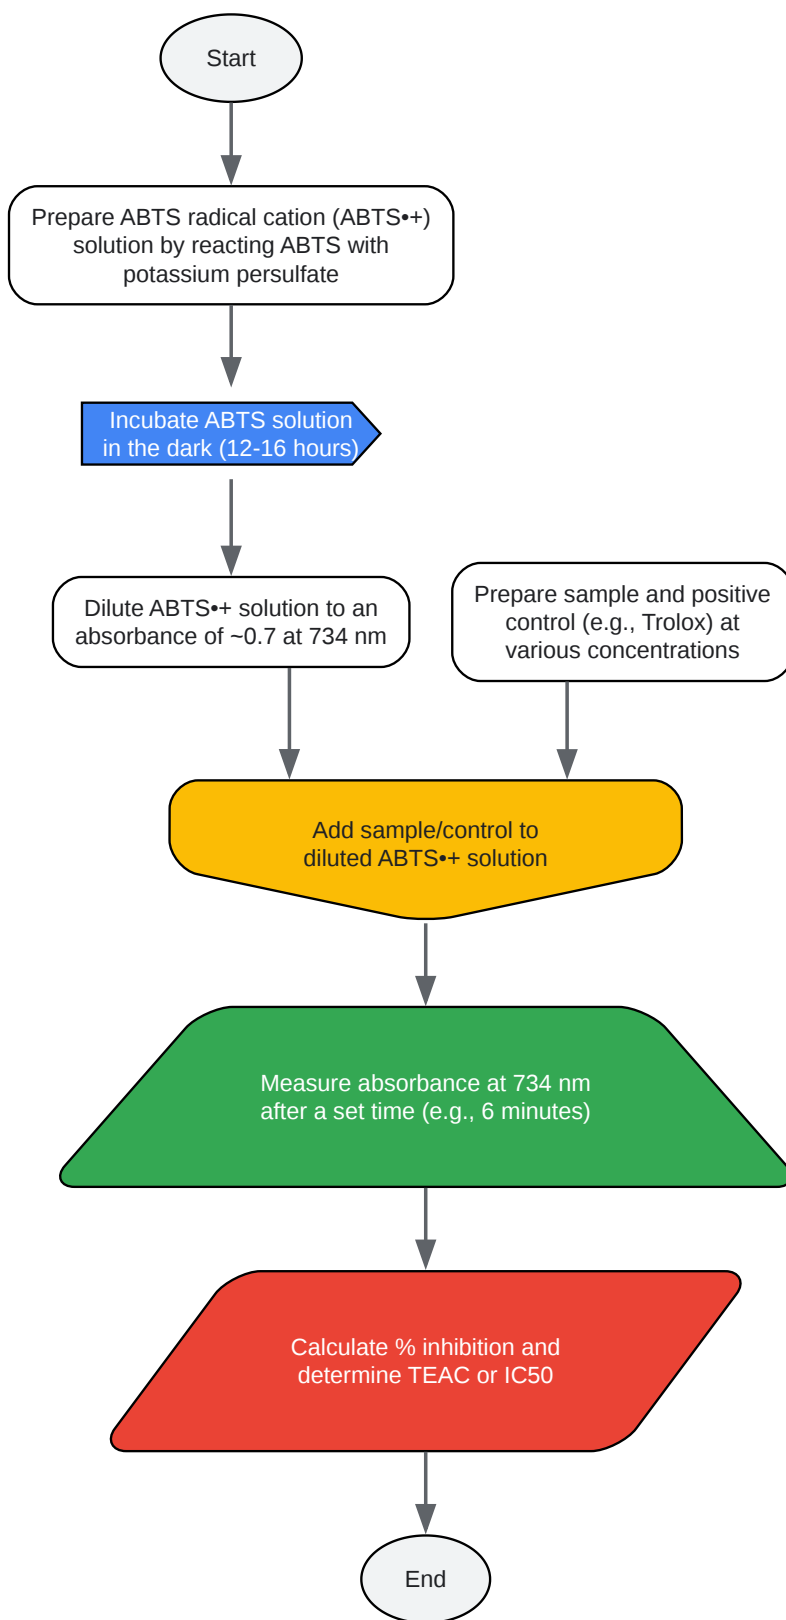 Start
Prepare ABTS radical cation (ABTS•+)
solution by reacting ABTS with
potassium persulfate
Incubate ABTS solution
in the dark (12-16 hours)
Dilute ABTS•+ solution to an
absorbance of ~0.7 at 734 nm
Prepare sample and positive
control (e.g., Trolox) at
various concentrations
Add sample/control to
diluted ABTS•+ solution
Measure absorbance at 734 nm
after a set time (e.g., 6 minutes)
Calculate % inhibition and
determine TEAC or IC50
End